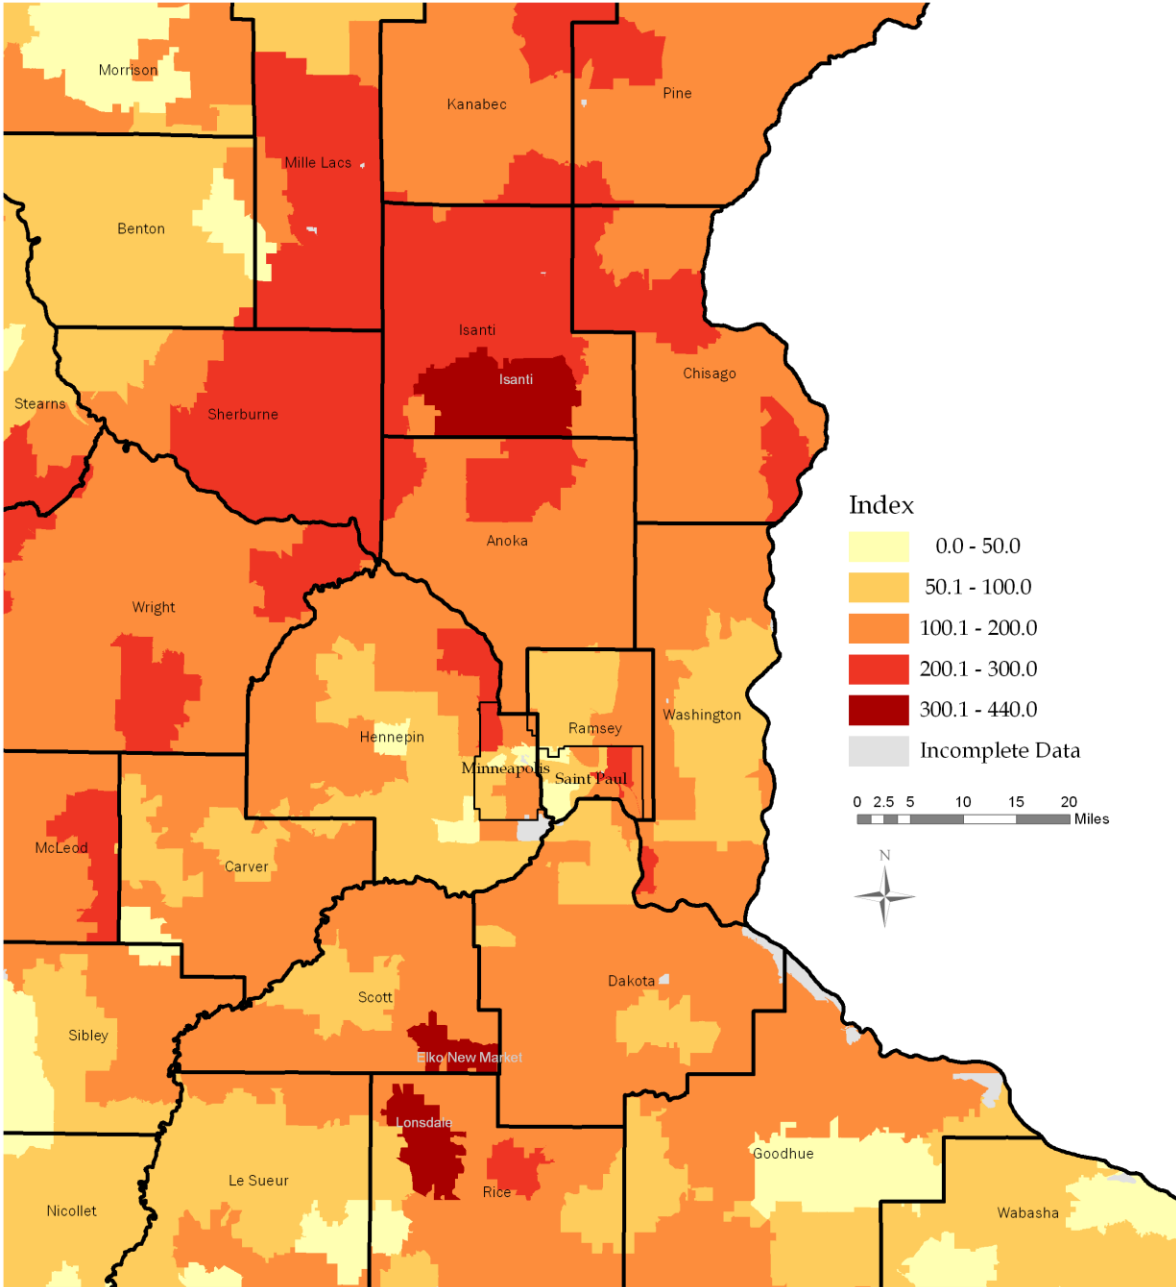 Morrison
Kanabec
Pine
Mille Lacs
Benton
Isanti
Isanti
Chisago
Stearns
Sherburne
Index
0.0 - 50.0
50.1 - 100.0
100.1 - 200.0
200.1 - 300.0
300.1 - 440.0
Incomplete Data
0 2.5 5 10 15 20
Miles
N
Anoka
Wright
Hennepin
Ramsey
Washington
Minneapolis
Saint Paul
McLeod
Carver
Dakota
Scott
Sibley
Elko New Market
Lonsdale
Goodhue
Le Sueur
Rice
Nicollet
Wabasha